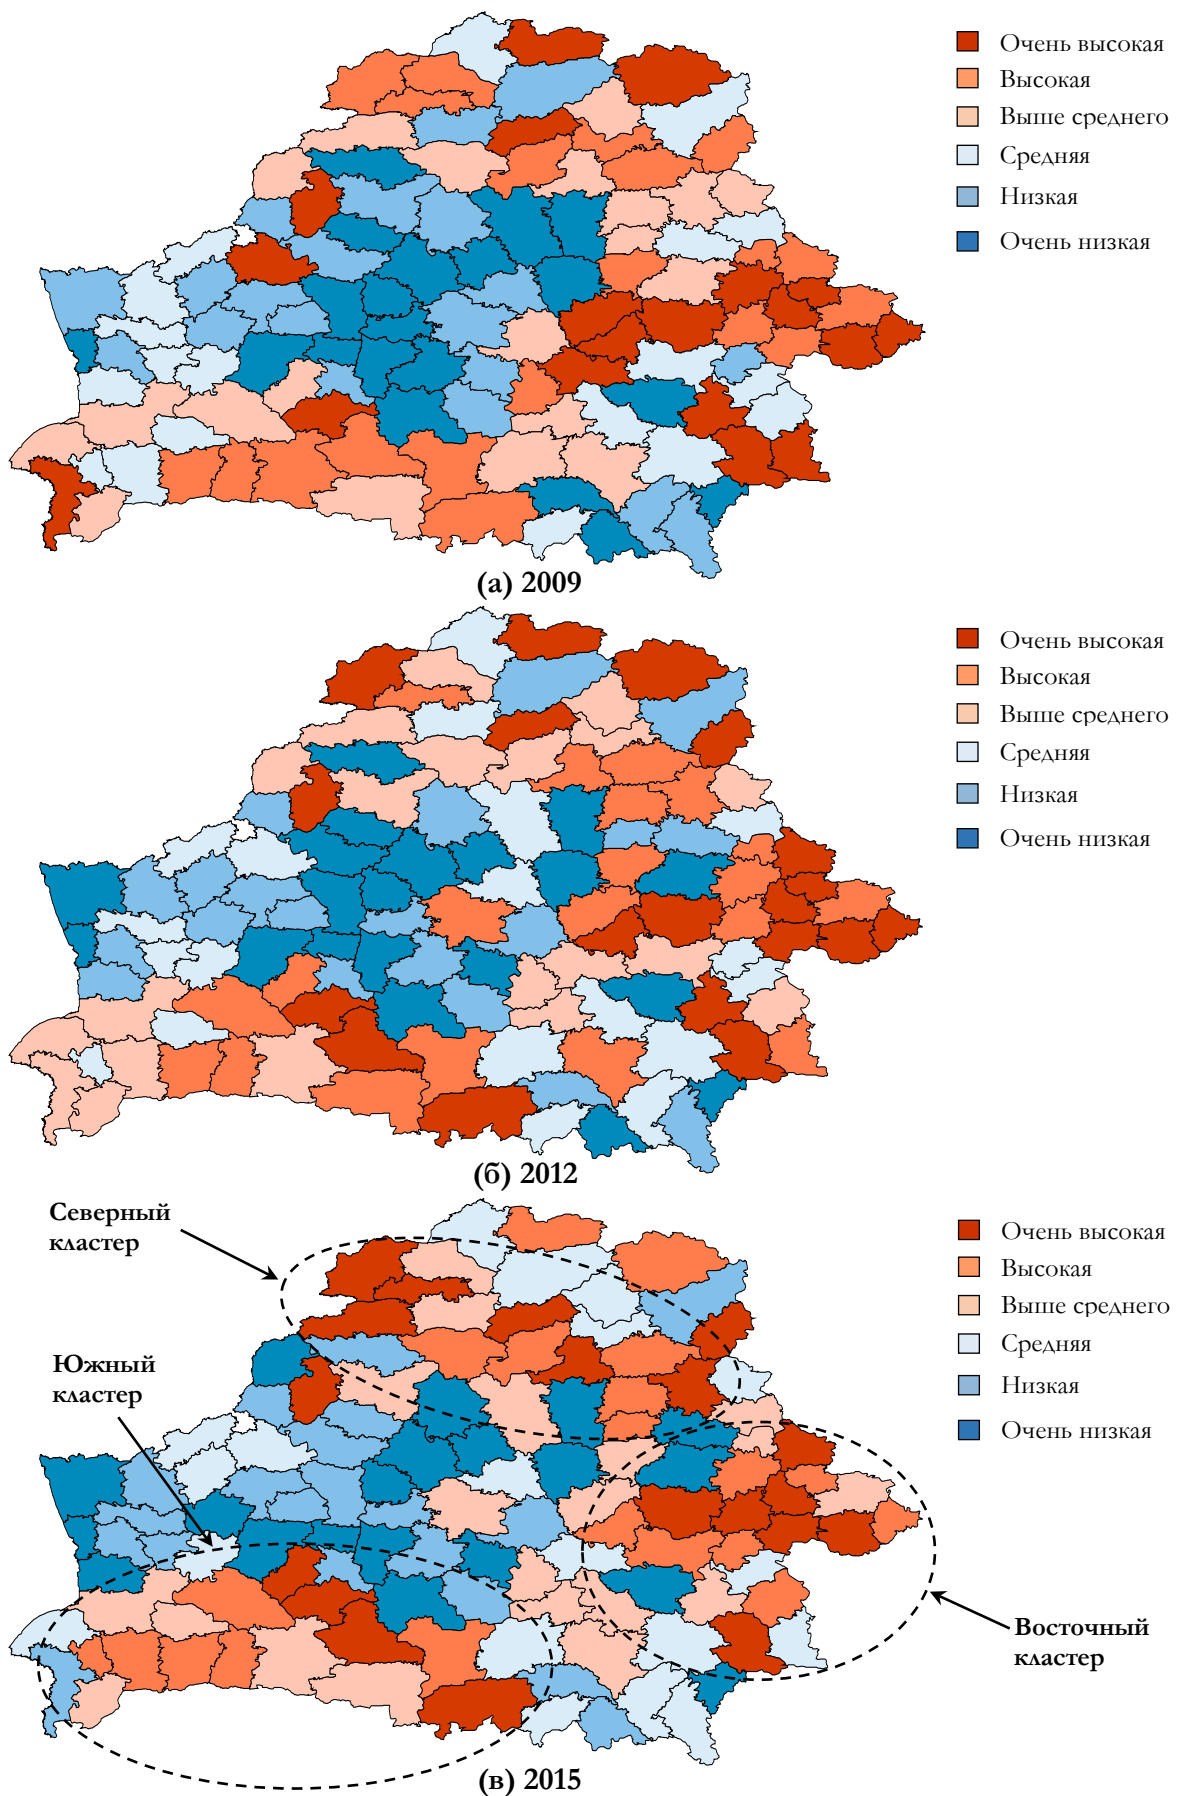 Очень высокая
Высокая
Выше среднего
Средняя
Низкая
Очень низкая
(а) 2009
Очень высокая
Высокая
Выше среднего
Средняя
Низкая
Очень низкая
(б) 2012
Северный
кластер
Южный
кластер
Очень высокая
Высокая
Выше среднего
Средняя
Низкая
Очень низкая
Восточный
кластер
(в) 2015